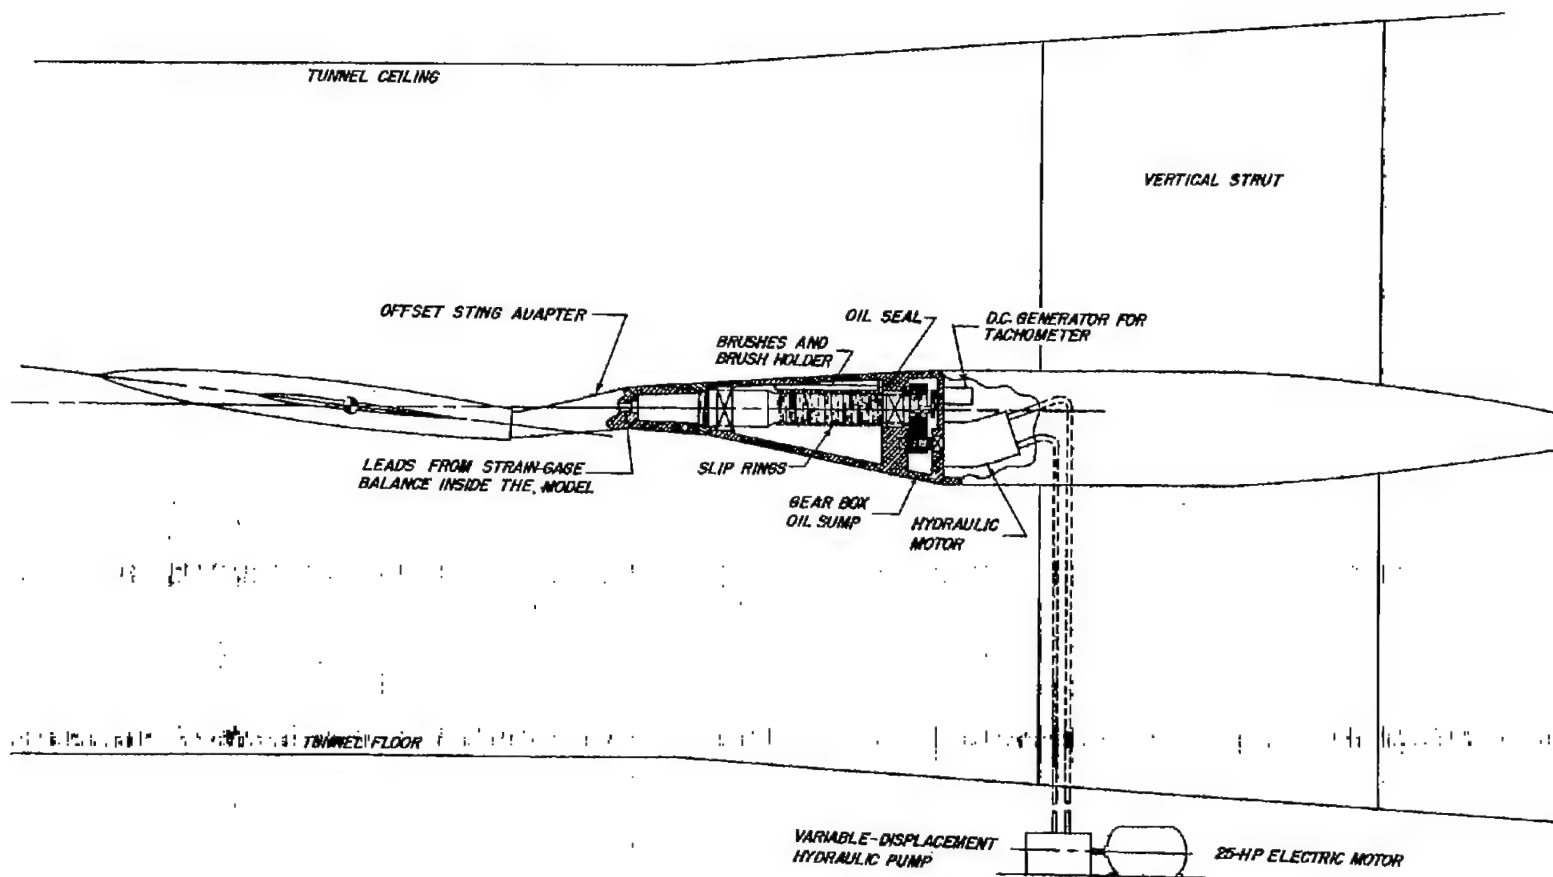 TUNNEL CEILING
VERTICAL STRUT
OFFSET STING ADAPTER
OIL SEAL
D.C. GENERATOR FOR
TACHOMETER
BRUSHES AND
BRUSH HOLDER
LEADS FROM STRAIN-GAGE
BALANCE INSIDE THE MODEL
SLIP RINGS
GEAR BOX
OIL SUMP
HYDRAULIC
MOTOR
TUNNEL FLOOR
VARIABLE-DISPLACEMENT
HYDRAULIC PUMP
25-HP ELECTRIC MOTOR